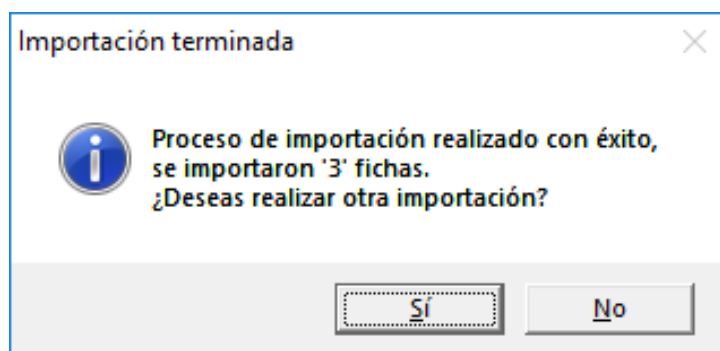 Importación terminada
Proceso de importación realizado con éxito,
se importaron '3' fichas.
¿Deseas realizar otra importación?
Sí
No